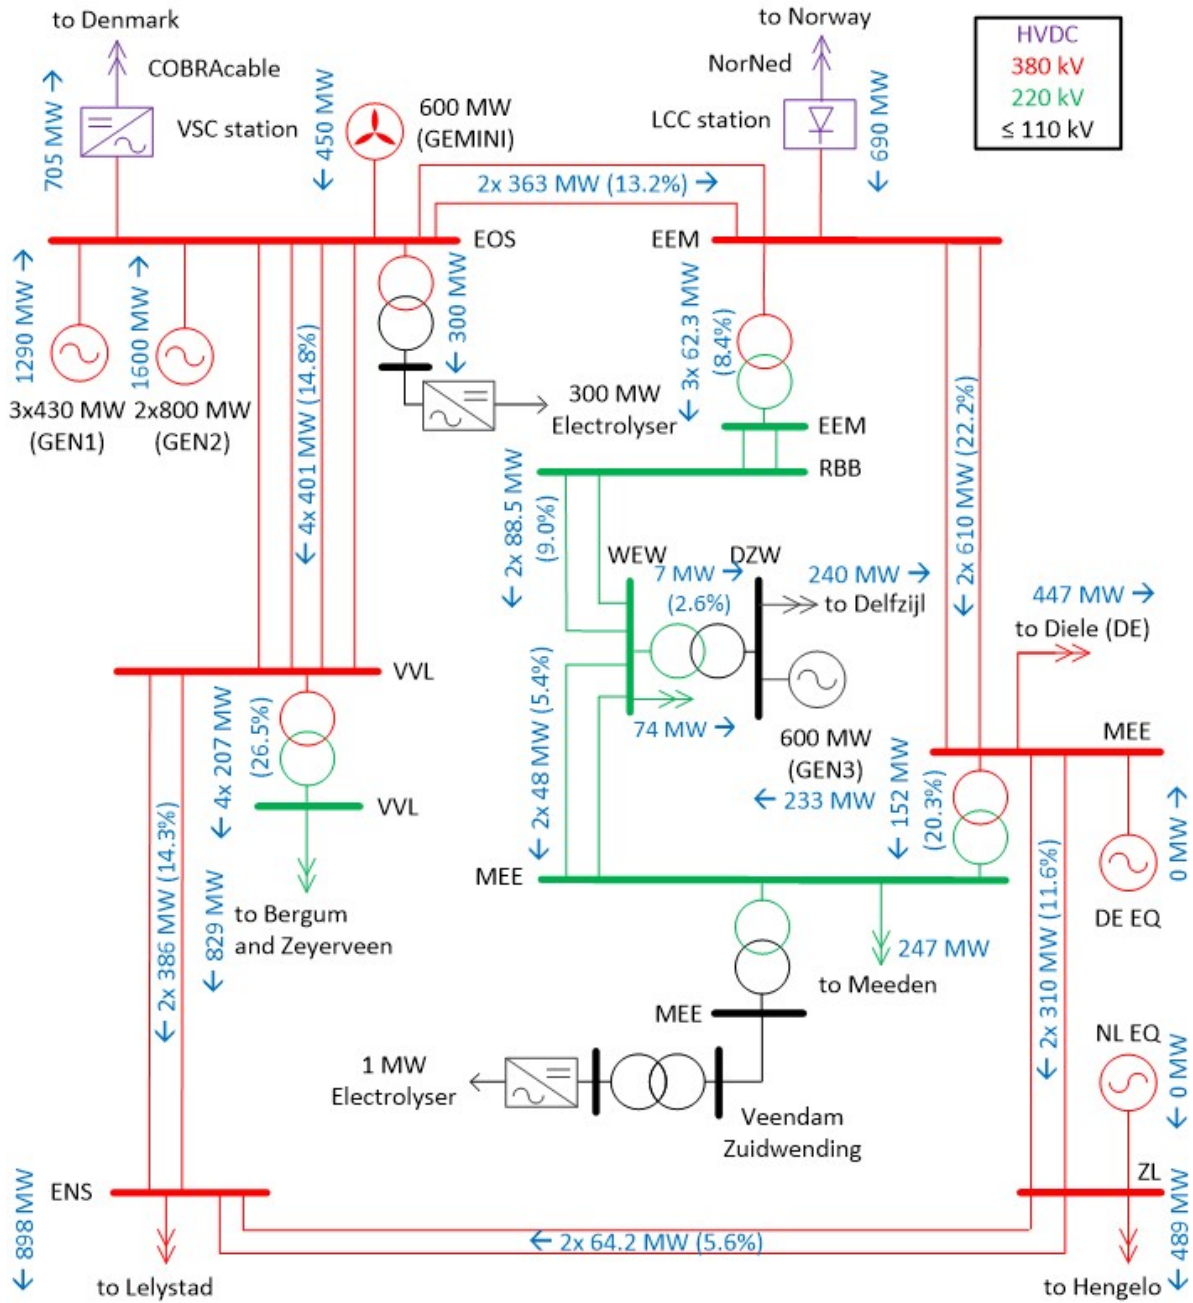 to Denmark
COBRAcable
VSC station
705 MW →
450 MW
←
600 MW
(GEMINI)
to Norway
NorNed
LCC station
← 690 MW
HVDC
380 kV
220 kV
≤ 110 kV
2x 363 MW (13.2%) →
EOS
EEM
1290 MW →
1600 MW →
3x430 MW
(GEN1)
2x800 MW
(GEN2)
← 4x 401 MW (14.8%)
← 300 MW
300 MW
Electrolyser
← 3x 62.3 MW
(8.4%)
EEM
RBB
← 2x 610 MW (22.2%)
← 2x 88.5 MW
(9.0%)
WEW
DZW
7 MW →
(2.6%)
240 MW →
to Delfzijl
447 MW →
to Diele (DE)
VVL
← 4x 207 MW
(26.5%)
VVL
← 2x 48 MW (5.4%)
74 MW →
600 MW
(GEN3)
← 233 MW
← 152 MW
(20.3%)
MEE
0 MW →
DE EQ
← 2x 386 MW (14.3%)
← 829 MW
to Bergum
and Zeyerveen
MEE
247 MW
to Meeden
← 2x 310 MW (11.6%)
MEE
1 MW
Electrolyser
Veendam
Zuidwending
NL EQ
← 0 MW
ENS
ZL
← 898 MW
← 2x 64.2 MW (5.6%)
← 489 MW
to Lelystad
to Hengelo